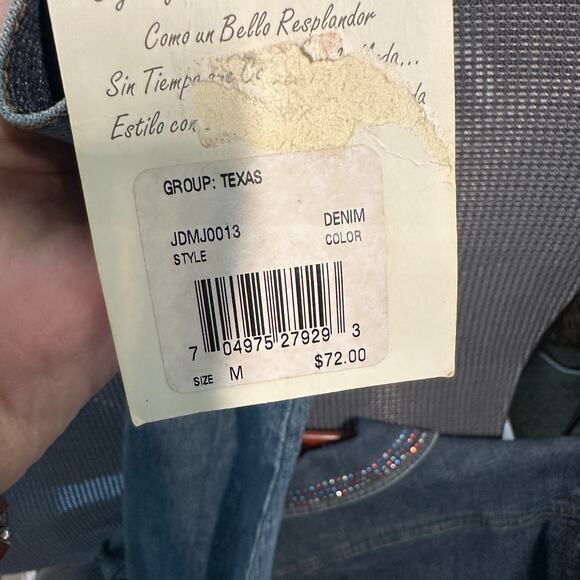 Como un Bello Resplandor
Sin Tiempo
Estilo con
GROUP: TEXAS
JDMJ0013 DENIM
STYLE COLOR
7 04975 27929 3
SIZE M $72.00